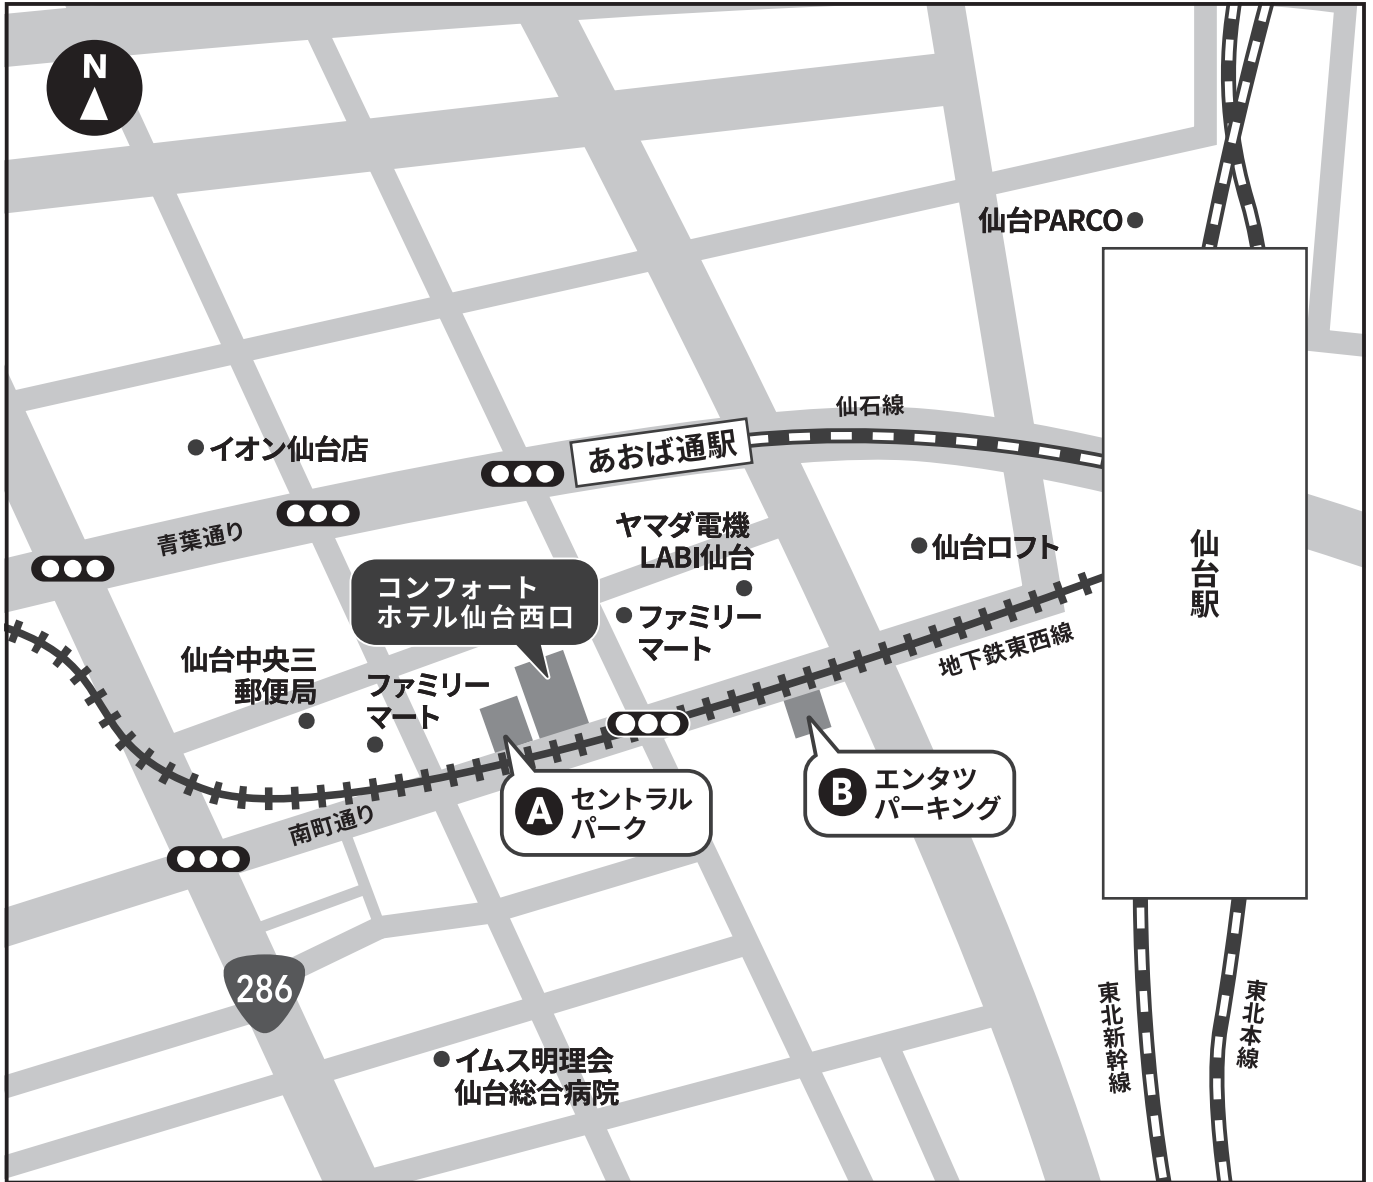 N
仙台PARCO
仙石線
あおば通駅
イオン仙台店
青葉通り
ヤマダ電機
LABI仙台
仙台ロフト
仙台駅
コンフォート
ホテル仙台西口
ファミリー
マート
地下鉄東西線
仙台中央三
郵便局
ファミリー
マート
A セントラル
パーク
B エンタツ
パーキング
南町通り
286
東北新幹線
東北本線
イムス明理会
仙台総合病院